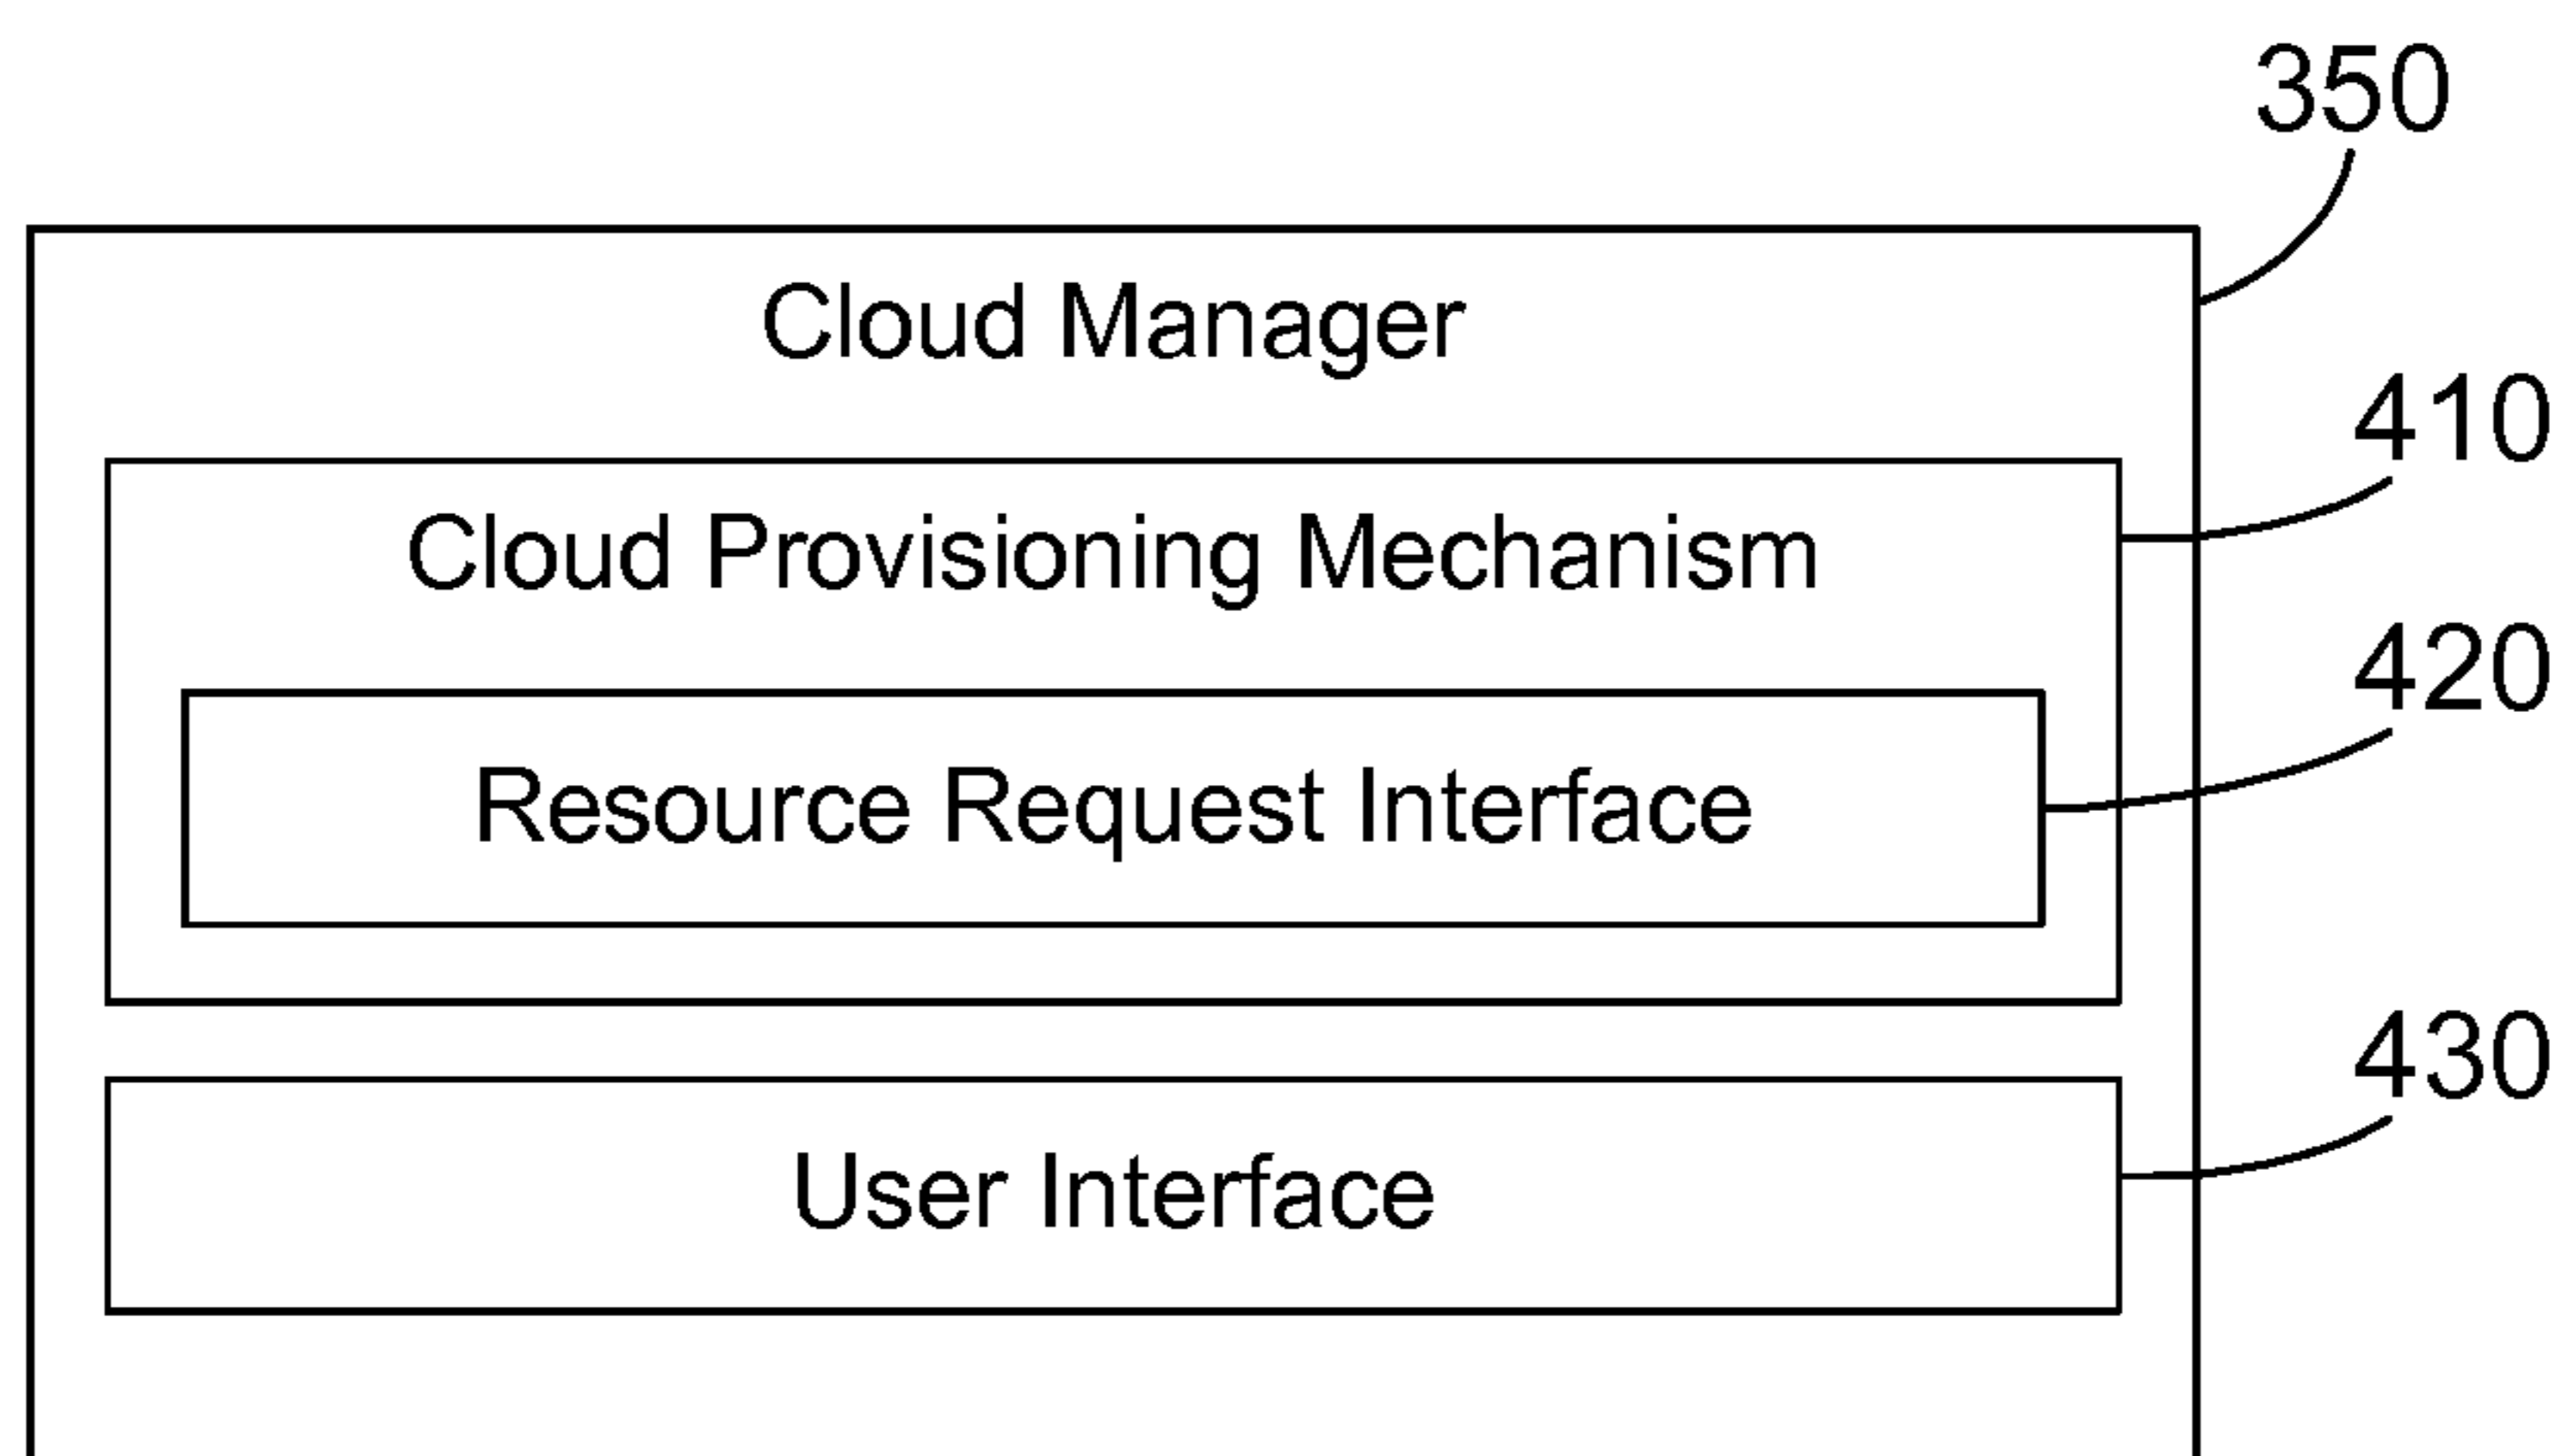 350
Cloud Manager
410
Cloud Provisioning Mechanism
420
Resource Request Interface
430
User Interface